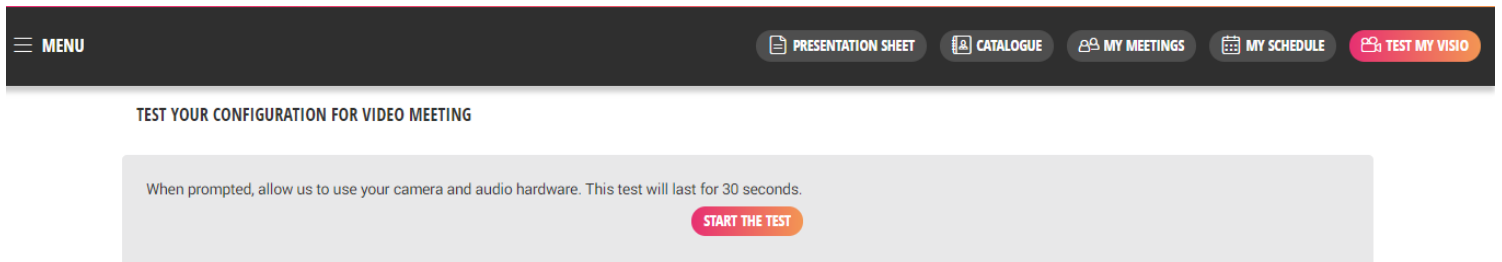 MENU
PRESENTATION SHEET
CATALOGUE
MY MEETINGS
MY SCHEDULE
TEST MY VISIO
TEST YOUR CONFIGURATION FOR VIDEO MEETING
When prompted, allow us to use your camera and audio hardware. This test will last for 30 seconds.
START THE TEST